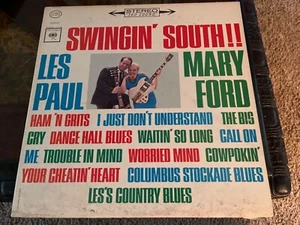 STEREO
SWINGIN' SOUTH!!
LES MARY
PAUL FORD
HAM 'N GRITS I JUST DON'T UNDERSTAND THE BIG
CRY DANCE HALL BLUES WAITIN' SO LONG CALL ON
ME TROUBLE IN MIND WORRIED MIND COWPOKIN'
YOUR CHEATIN' HEART COLUMBUS STOCKADE BLUES
LES'S COUNTRY BLUES